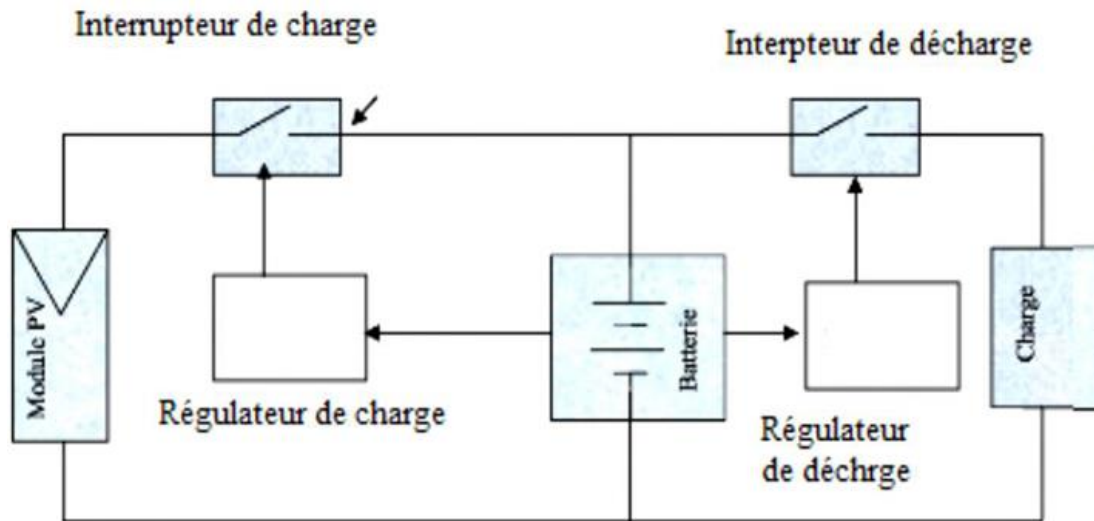 Interrupteur de charge
Interpteur de décharge
Module PV
Batterie
Charge
Régulateur de charge
Régulateur
de déchrge